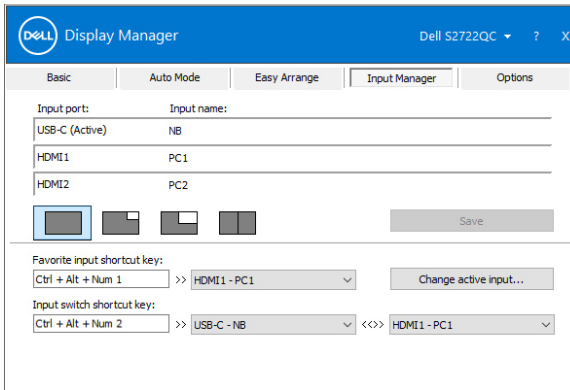 DELL Display Manager Dell S2722QC ? X
Basic Auto Mode Easy Arrange Input Manager Options
Input port: Input name:
USB-C (Active) NB
HDMI1 PC1
HDMI2 PC2
Save
Favorite input shortcut key:
Ctrl + Alt + Num 1 >> HDMI1 - PC1 Change active input...
Input switch shortcut key:
Ctrl + Alt + Num 2 >> USB-C - NB <<>> HDMI1 - PC1